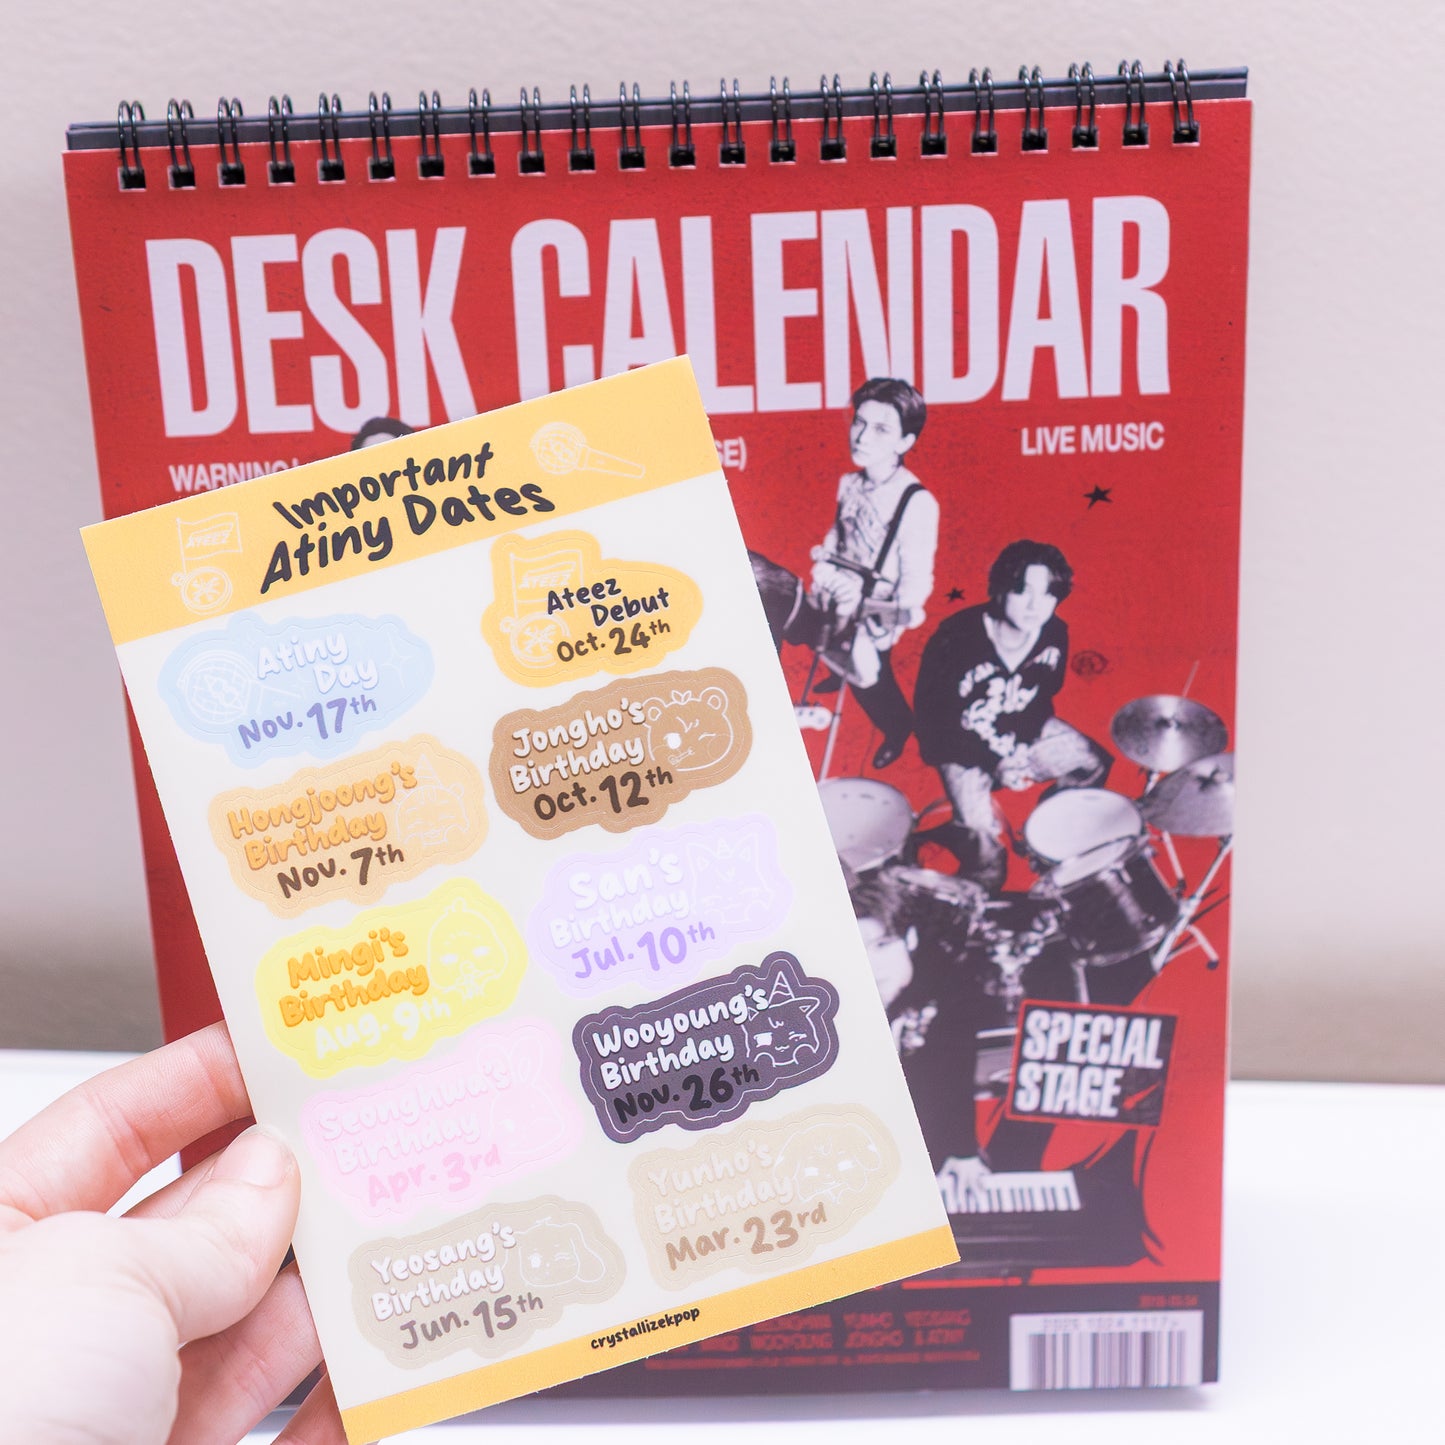 DESK CALENDAR
WARNING!
SE)
LIVE MUSIC
Important
Atiny Dates
ATEEZ
ATEEZ
Ateez
Debut
Oct. 24th
Atiny
Day
Nov. 17th
Jongho's
Birthday
Oct. 12th
Hongjoong's
Birthday
Nov. 7th
San's
Birthday
Jul. 10th
Mingi's
Birthday
Aug. 9th
Wooyoung's
Birthday
Nov. 26th
Seonghwa's
Birthday
Apr. 3rd
Yunho's
Birthday
Mar. 23rd
Yeosang's
Birthday
Jun. 15th
crystallizekpop
SPECIAL
STAGE
YUNHO YEOSANG
WOOYOUNG JONGHO & ATINY